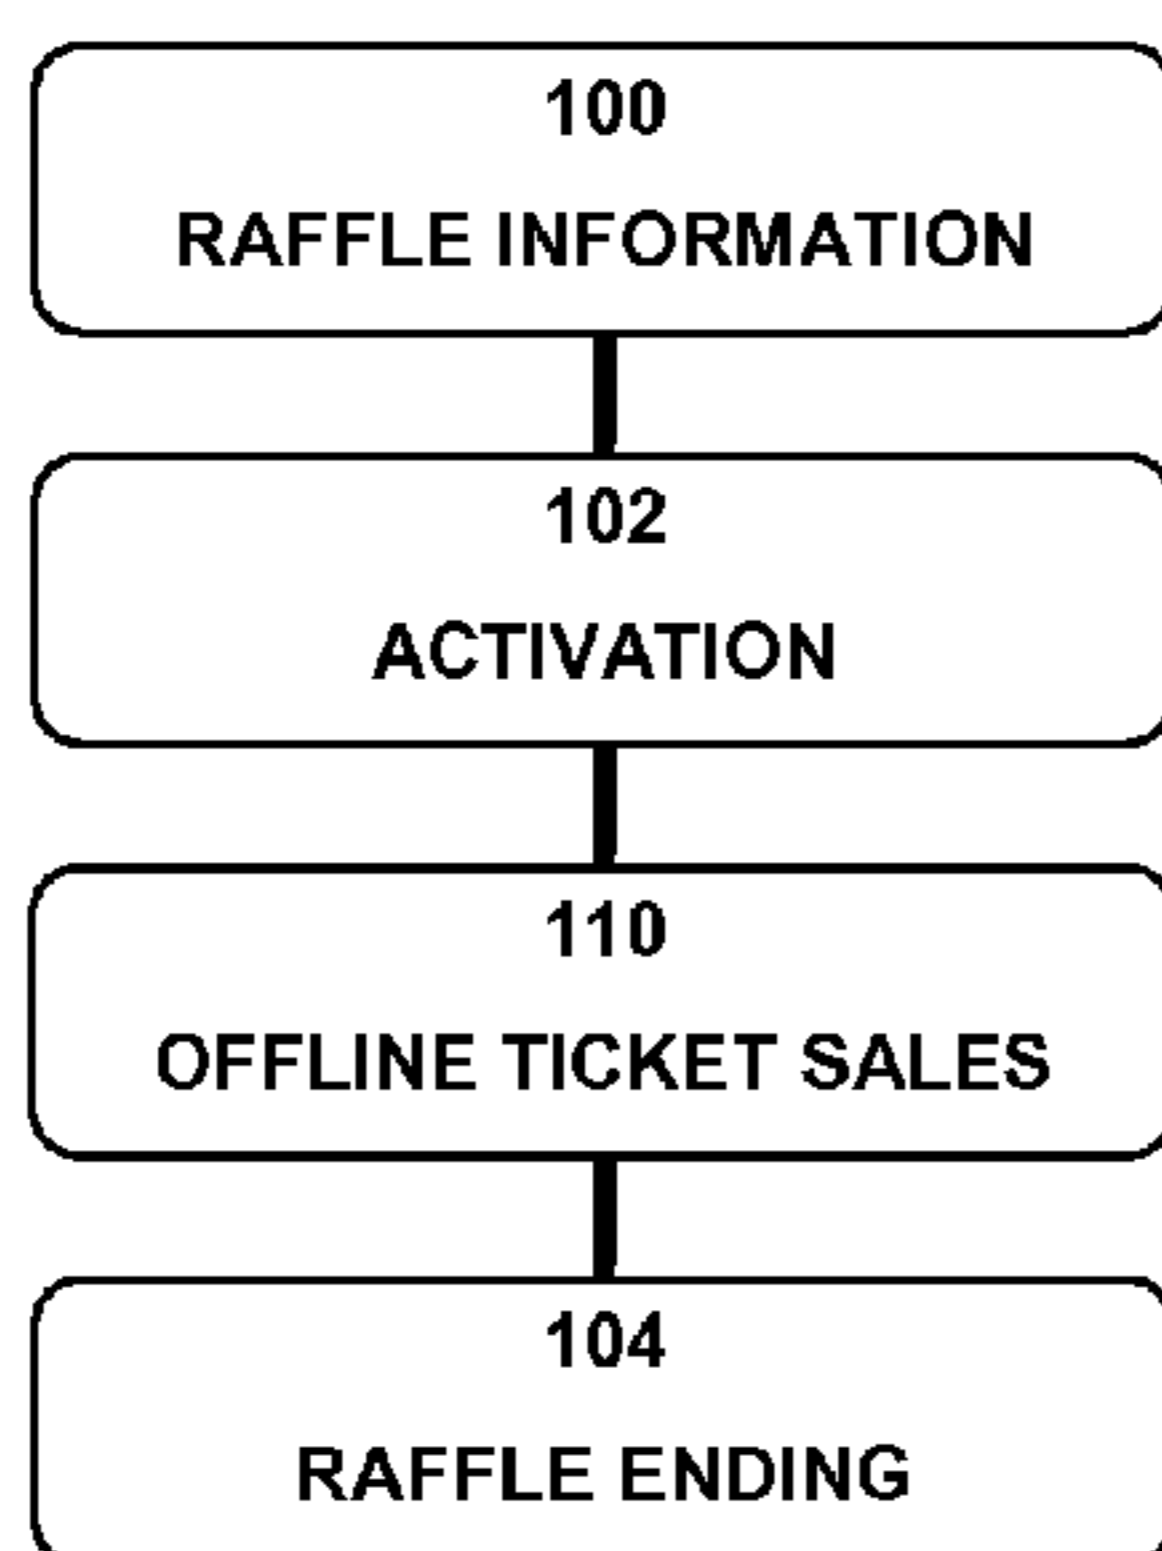 100
RAFFLE INFORMATION
102
ACTIVATION
110
OFFLINE TICKET SALES
104
RAFFLE ENDING